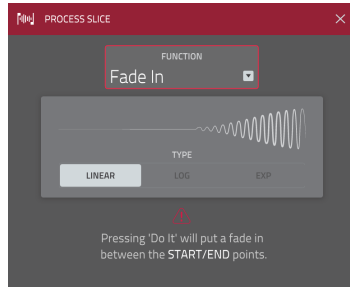 PROCESS SLICE
FUNCTION
Fade In
TYPE
LINEAR LOG EXP
Pressing 'Do It' will put a fade in
between the START/END points.